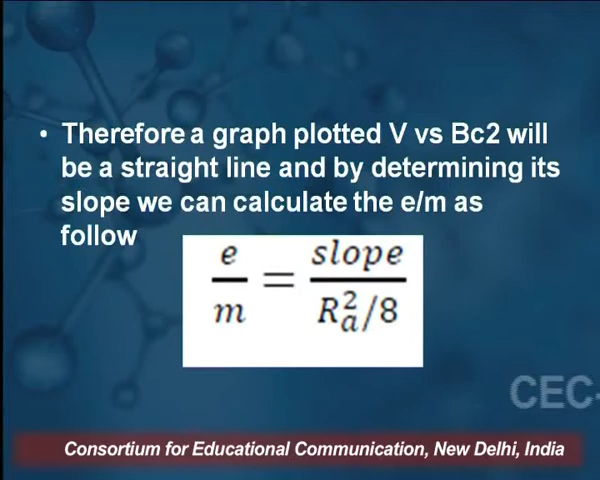 • Therefore a graph plotted V vs Bc2 will
be a straight line and by determining its
slope we can calculate the e/m as
follow
e/m = slope/(R_a^2/8)
CEC-
Consortium for Educational Communication, New Delhi, India